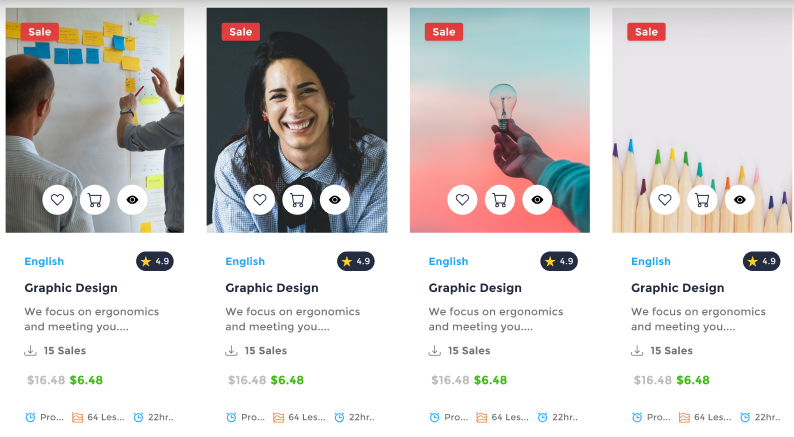 Sale
Sale
Sale
Sale
English
4.9
English
4.9
English
4.9
English
4.9
Graphic Design
Graphic Design
Graphic Design
Graphic Design
We focus on ergonomics
and meeting you....
We focus on ergonomics
and meeting you....
We focus on ergonomics
and meeting you....
We focus on ergonomics
and meeting you....
15 Sales
15 Sales
15 Sales
15 Sales
$16.48 $6.48
$16.48 $6.48
$16.48 $6.48
$16.48 $6.48
Pro... 64 Les... 22hr..
Pro... 64 Les... 22hr..
Pro... 64 Les... 22hr..
Pro... 64 Les... 22hr..